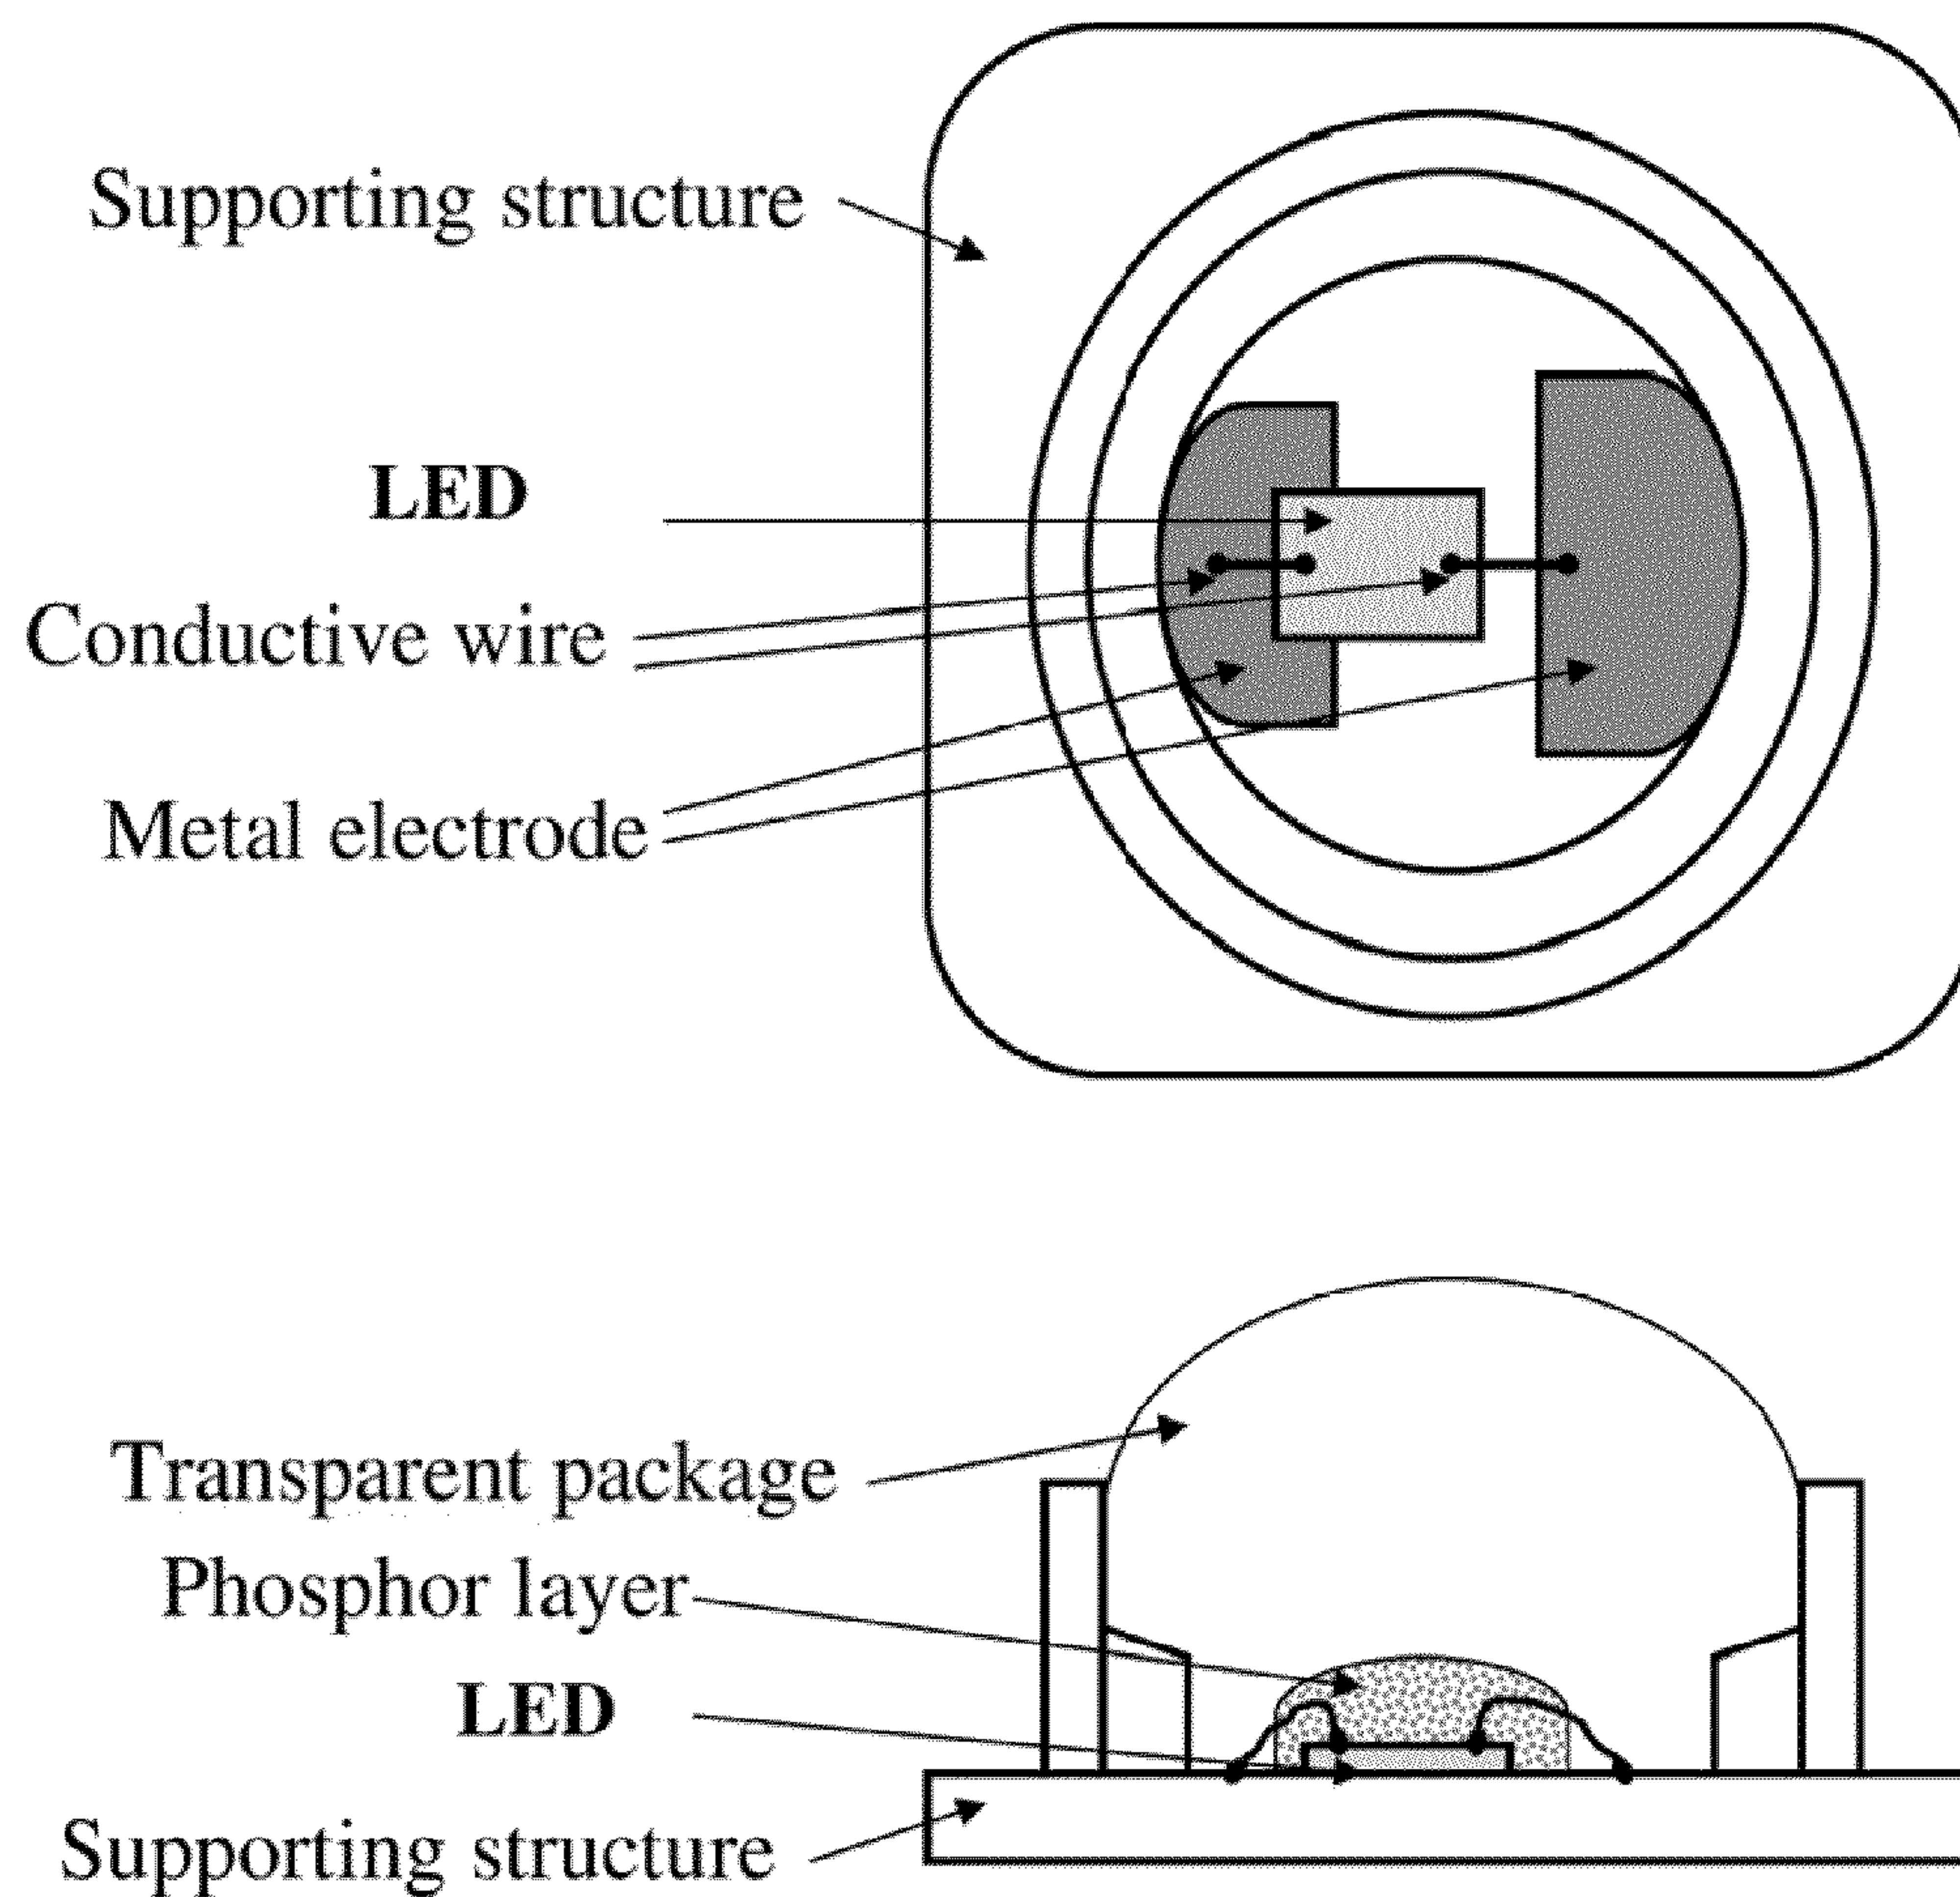 Supporting structure
LED
Conductive wire
Metal electrode
Transparent package
Phosphor layer
LED
Supporting structure